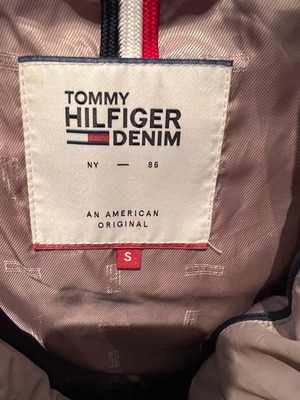 TOMMY
HILFIGER
DENIM
NY — 85
AN AMERICAN
ORIGINAL
S